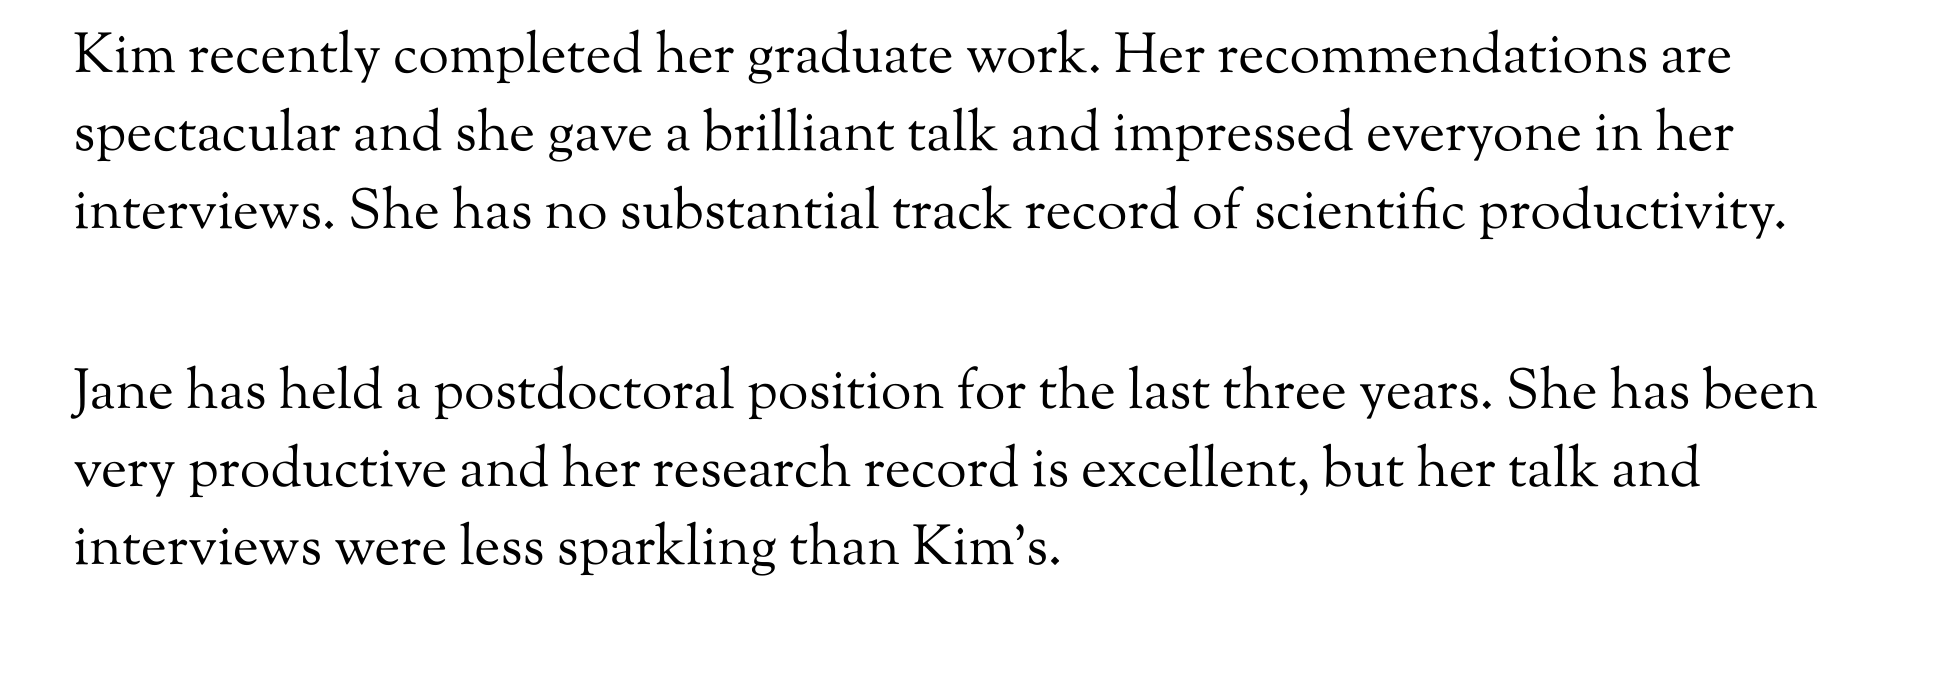 Kim recently completed her graduate work. Her recommendations are
spectacular and she gave a brilliant talk and impressed everyone in her
interviews. She has no substantial track record of scientific productivity.
Jane has held a postdoctoral position for the last three years. She has been
very productive and her research record is excellent, but her talk and
interviews were less sparkling than Kim’s.